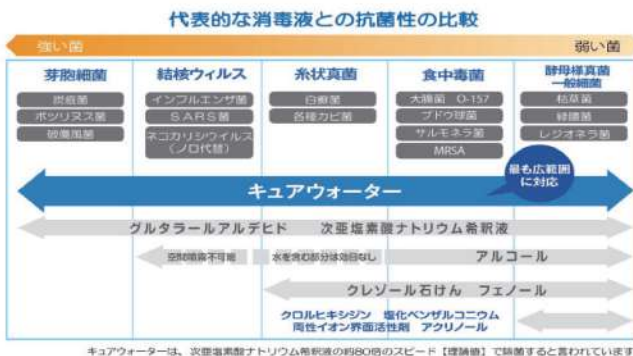 代表的な消毒液との抗菌性の比較
強い菌 弱い菌
芽胞細菌
炭疽菌
ボツリヌス菌
破傷風菌
結核ウィルス
インフルエンザ菌
SARS菌
ネコカリシウイルス
(ノロ代替)
糸状真菌
白癬菌
各種カビ菌
食中毒菌
大腸菌 O-157
ブドウ球菌
サルモネラ菌
MRSA
酵母様真菌
一般細菌
枯草菌
緑膿菌
レジオネラ菌
最も広範囲
に対応
キュアウォーター
グルタラールアルデヒド 次亜塩素酸ナトリウム希釈液
空間噴霧不可能 水を含む部分は効目なし アルコール
クレゾール石けん フェノール
クロルヒキシジン 塩化ベンザルコニウム
両性イオン界面活性剤 アクリノール
キュアウォーターは、次亜塩素酸ナトリウム希釈液の約80倍のスピード【理論値】で除菌すると言われています